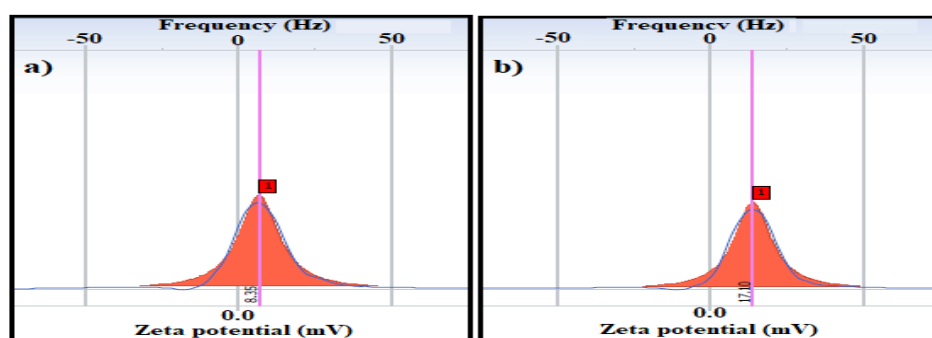 Frequency (Hz)
-50 0 50
a)
1
8.35
0.0
Zeta potential (mV)
Frequency (Hz)
-50 0 50
b)
1
17.10
0.0
Zeta potential (mV)